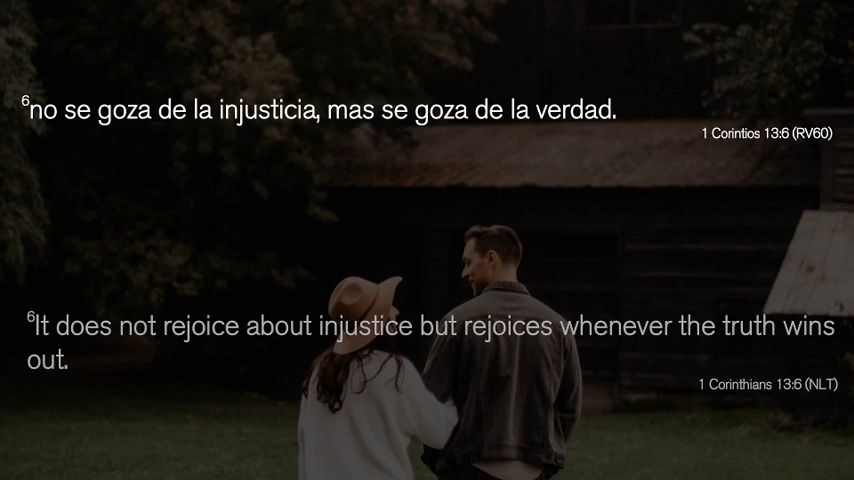 ⁶no se goza de la injusticia, mas se goza de la verdad.
1 Corintios 13:6 (RV60)
⁶It does not rejoice about injustice but rejoices whenever the truth wins
out.
1 Corinthians 13:6 (NLT)